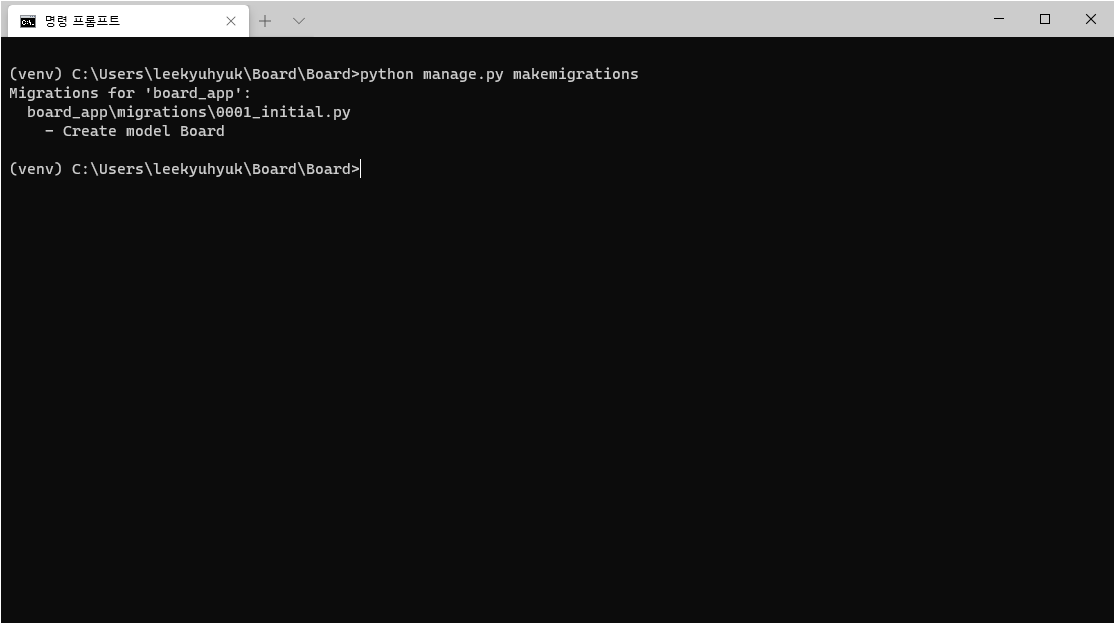 명령 프롬프트
(venv) C:\Users\leekyuhyuk\Board\Board>python manage.py makemigrations
Migrations for 'board_app':
  board_app\migrations\0001_initial.py
    - Create model Board
(venv) C:\Users\leekyuhyuk\Board\Board>